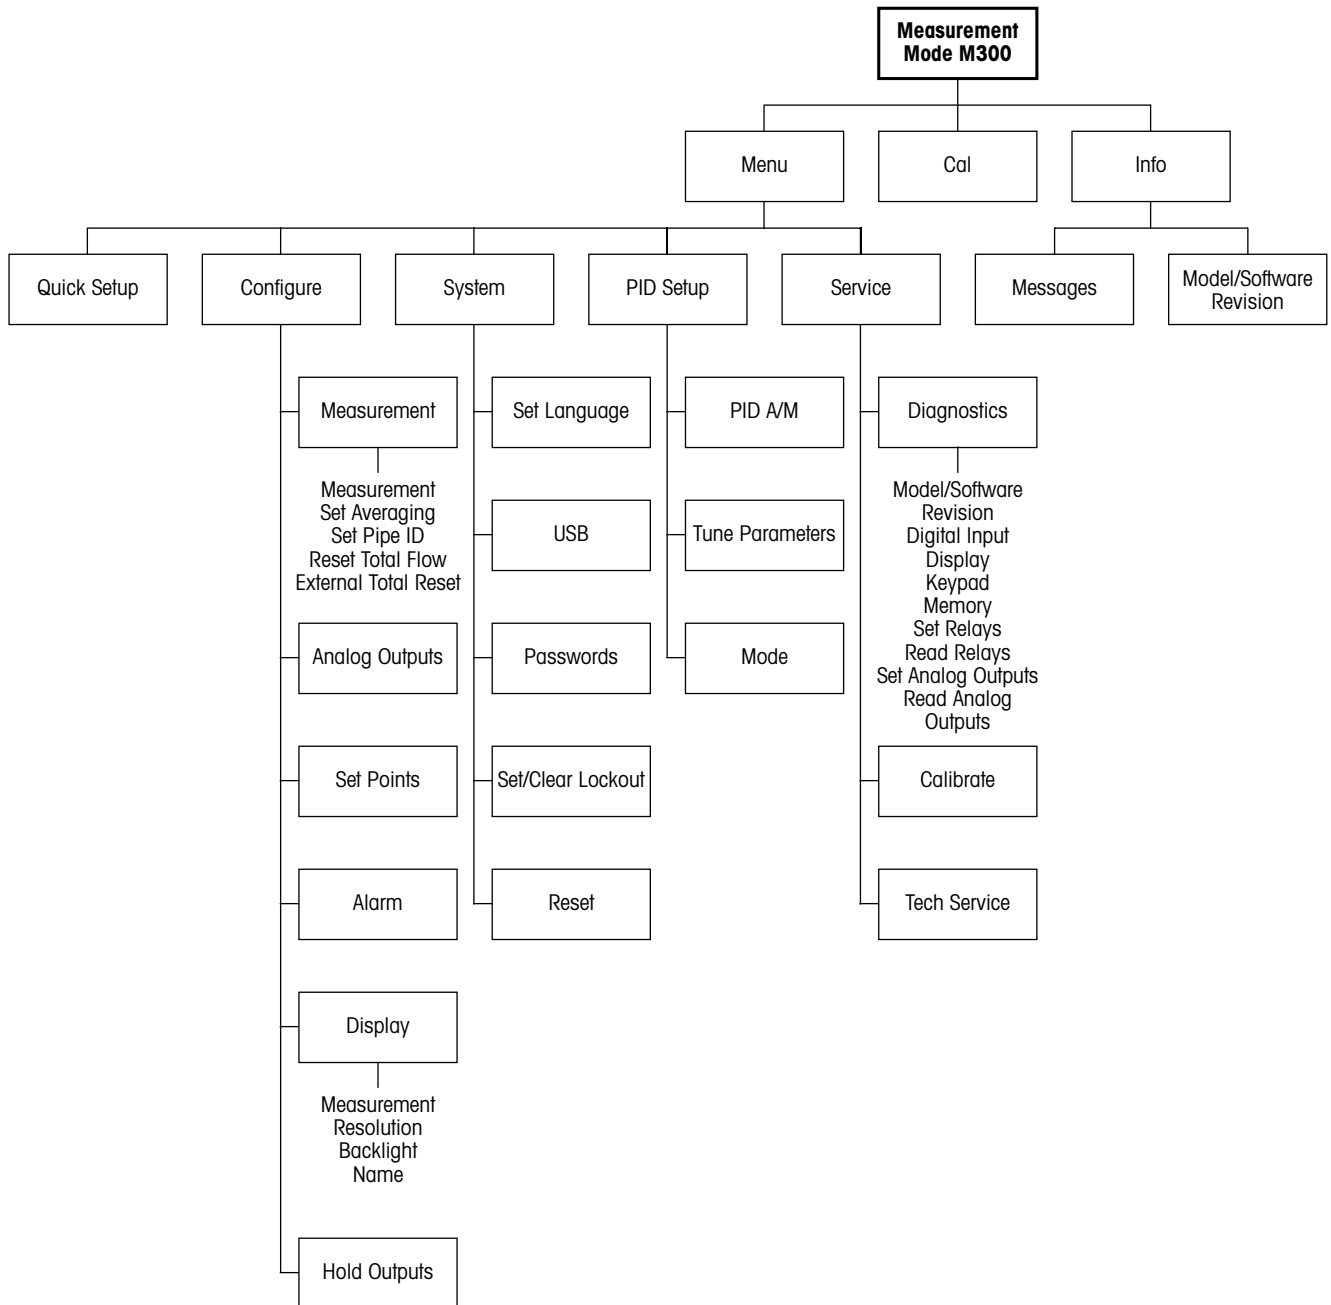 Measurement
Mode M300
Menu
Cal
Info
Quick Setup
Configure
System
PID Setup
Service
Messages
Model/Software
Revision
Measurement
Measurement
Set Averaging
Set Pipe ID
Reset Total Flow
External Total Reset
Analog Outputs
Set Points
Alarm
Display
Measurement
Resolution
Backlight
Name
Hold Outputs
Set Language
USB
Passwords
Set/Clear Lockout
Reset
PID A/M
Tune Parameters
Mode
Diagnostics
Model/Software
Revision
Digital Input
Display
Keypad
Memory
Set Relays
Read Relays
Set Analog Outputs
Read Analog
Outputs
Calibrate
Tech Service